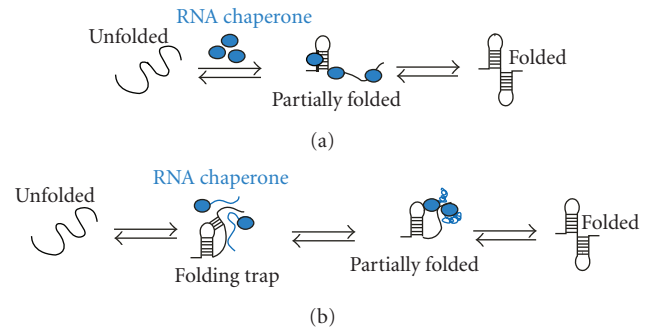 RNA chaperone
Unfolded
Folded
Partially folded
(a)
RNA chaperone
Unfolded
Folded
Folding trap
Partially folded
(b)